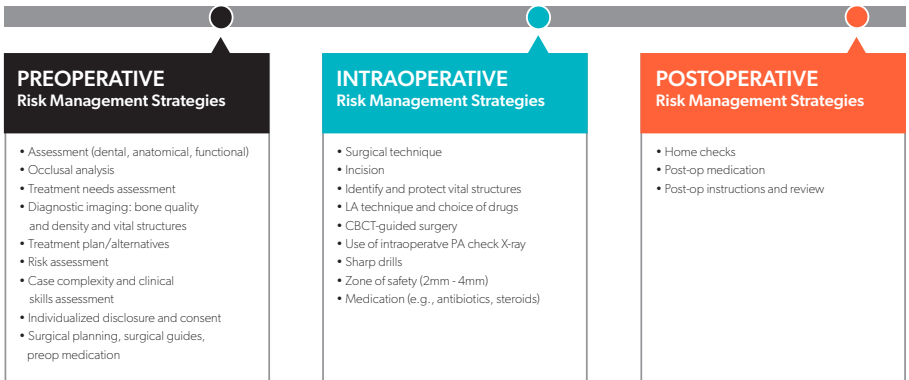 PREOPERATIVE
Risk Management Strategies
• Assessment (dental, anatomical, functional)
• Occlusal analysis
• Treatment needs assessment
• Diagnostic imaging: bone quality
and density and vital structures
• Treatment plan/alternatives
• Risk assessment
• Case complexity and clinical
skills assessment
• Individualized disclosure and consent
• Surgical planning, surgical guides,
preop medication
INTRAOPERATIVE
Risk Management Strategies
• Surgical technique
• Incision
• Identify and protect vital structures
• LA technique and choice of drugs
• CBCT-guided surgery
• Use of intraoperatve PA check X-ray
• Sharp drills
• Zone of safety (2mm - 4mm)
• Medication (e.g., antibiotics, steroids)
POSTOPERATIVE
Risk Management Strategies
• Home checks
• Post-op medication
• Post-op instructions and review